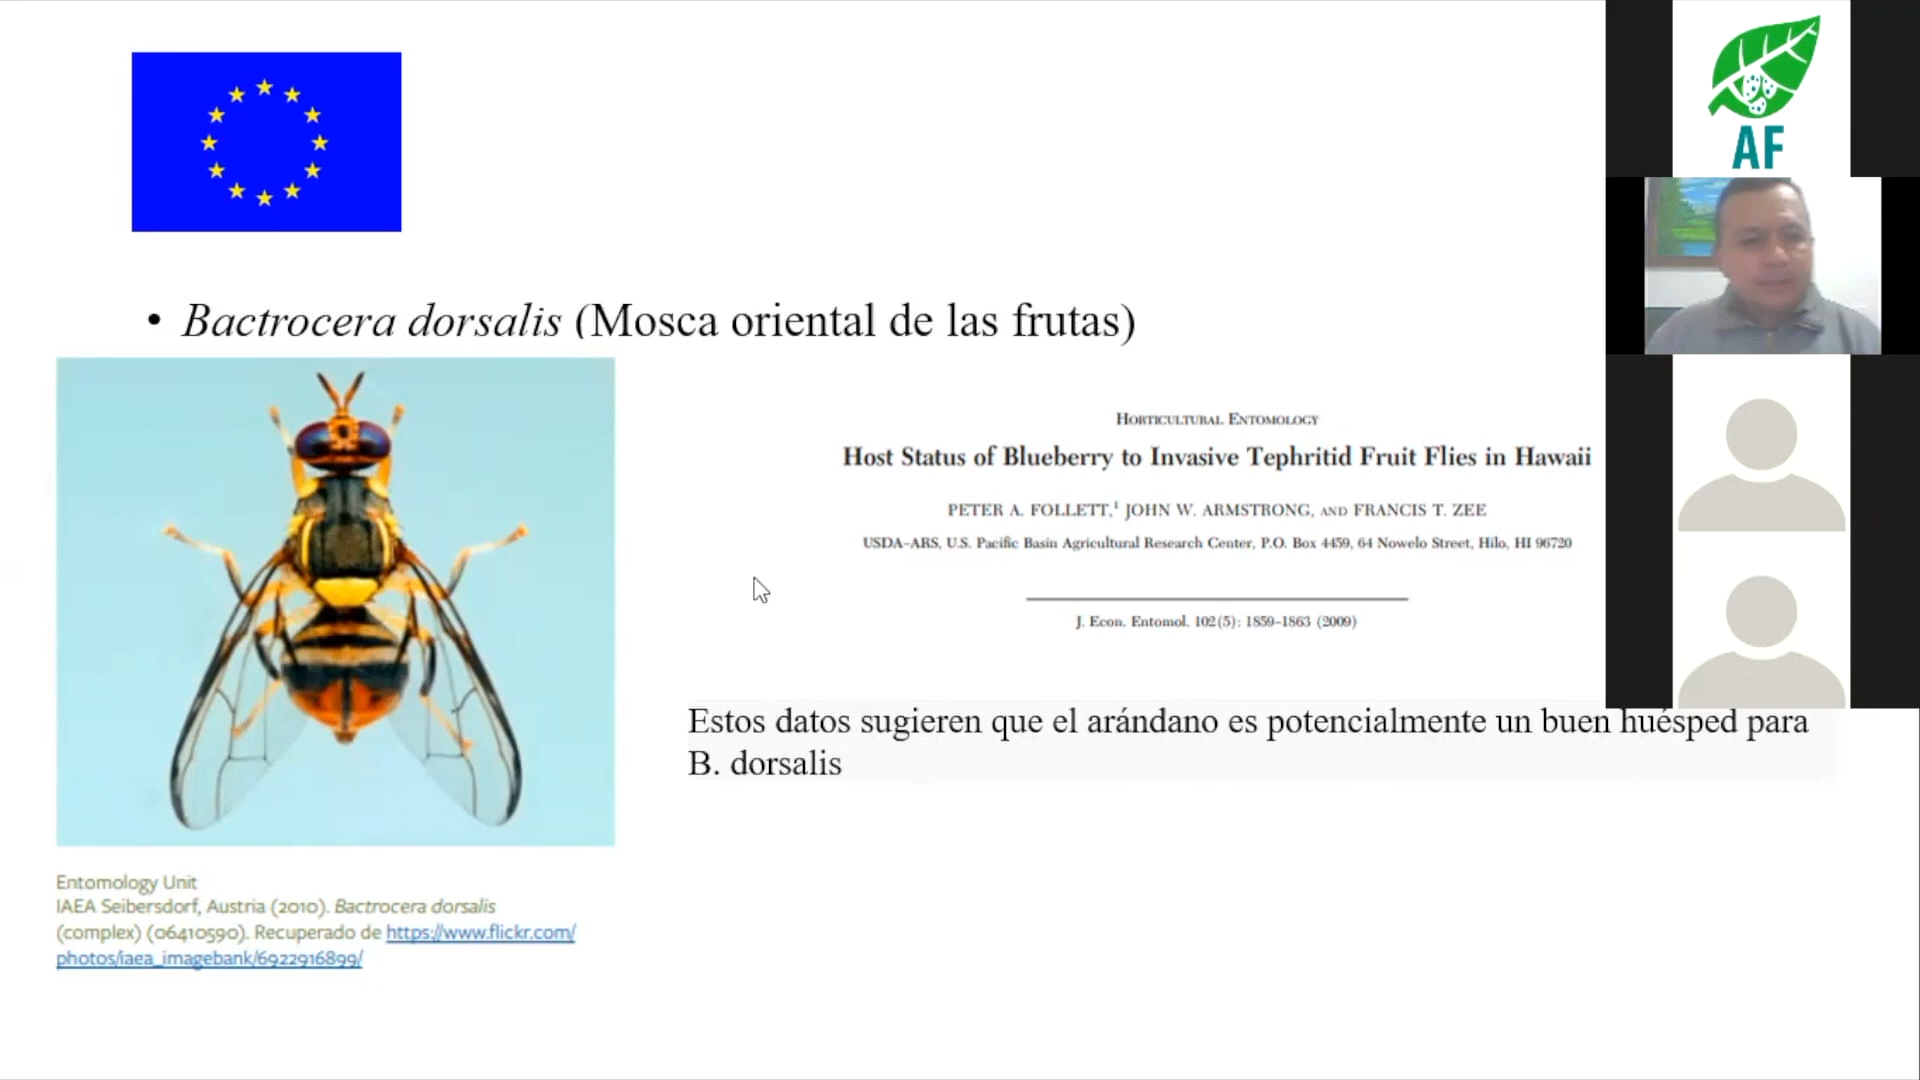 AF
• Bactrocera dorsalis (Mosca oriental de las frutas)
Horticultural Entomology
Host Status of Blueberry to Invasive Tephritid Fruit Flies in Hawaii
PETER A. FOLLETT,¹ JOHN W. ARMSTRONG, AND FRANCIS T. ZEE
USDA–ARS, U.S. Pacific Basin Agricultural Research Center, P.O. Box 4459, 64 Nowelo Street, Hilo, HI 96720
J. Econ. Entomol. 102(5): 1859–1863 (2009)
Estos datos sugieren que el arándano es potencialmente un buen huésped para
B. dorsalis
Entomology Unit
IAEA Seibersdorf, Austria (2010). Bactrocera dorsalis
(complex) (06410590). Recuperado de https://www.flickr.com/
photos/iaea_imagebank/6922916899/